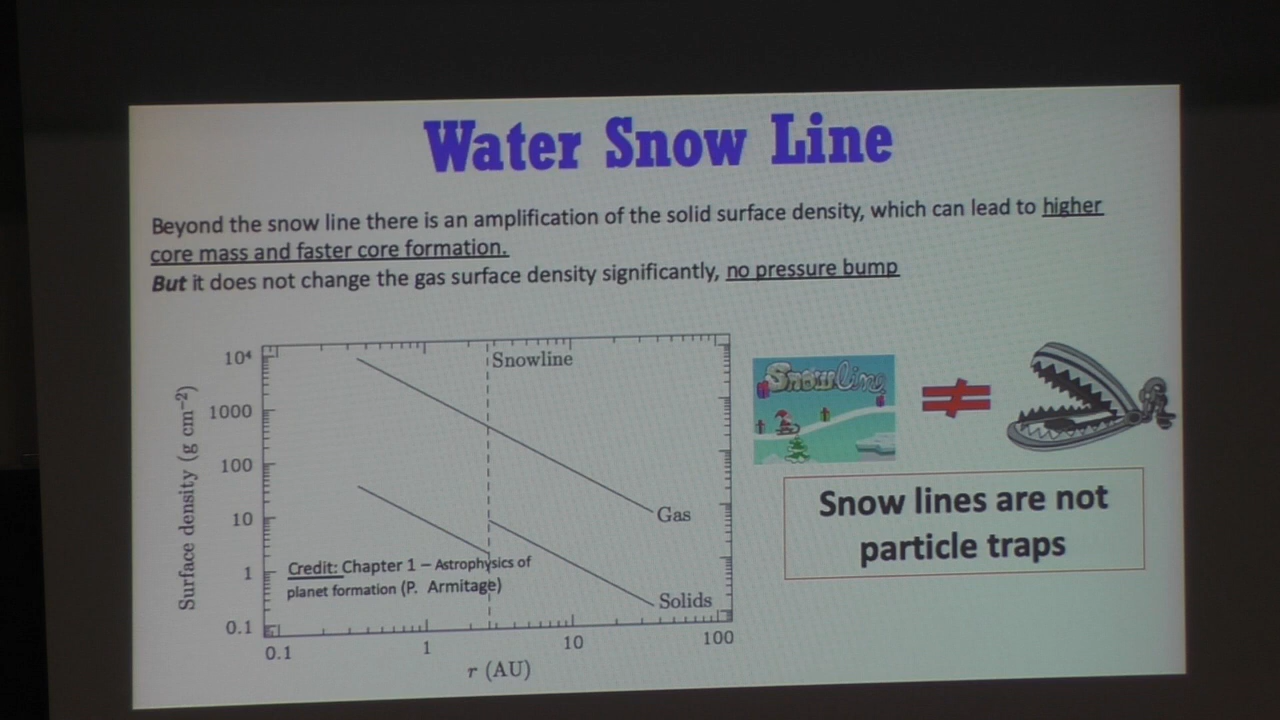 Water Snow Line
Beyond the snow line there is an amplification of the solid surface density, which can lead to higher
core mass and faster core formation.
But it does not change the gas surface density significantly, no pressure bump
Surface density (g cm⁻²)
10⁴
1000
100
10
1
0.1
Snowline
Gas
Solids
Credit: Chapter 1 – Astrophysics of
planet formation (P. Armitage)
0.1
1
10
100
r (AU)
Snow Line
≠
Snow lines are not
particle traps